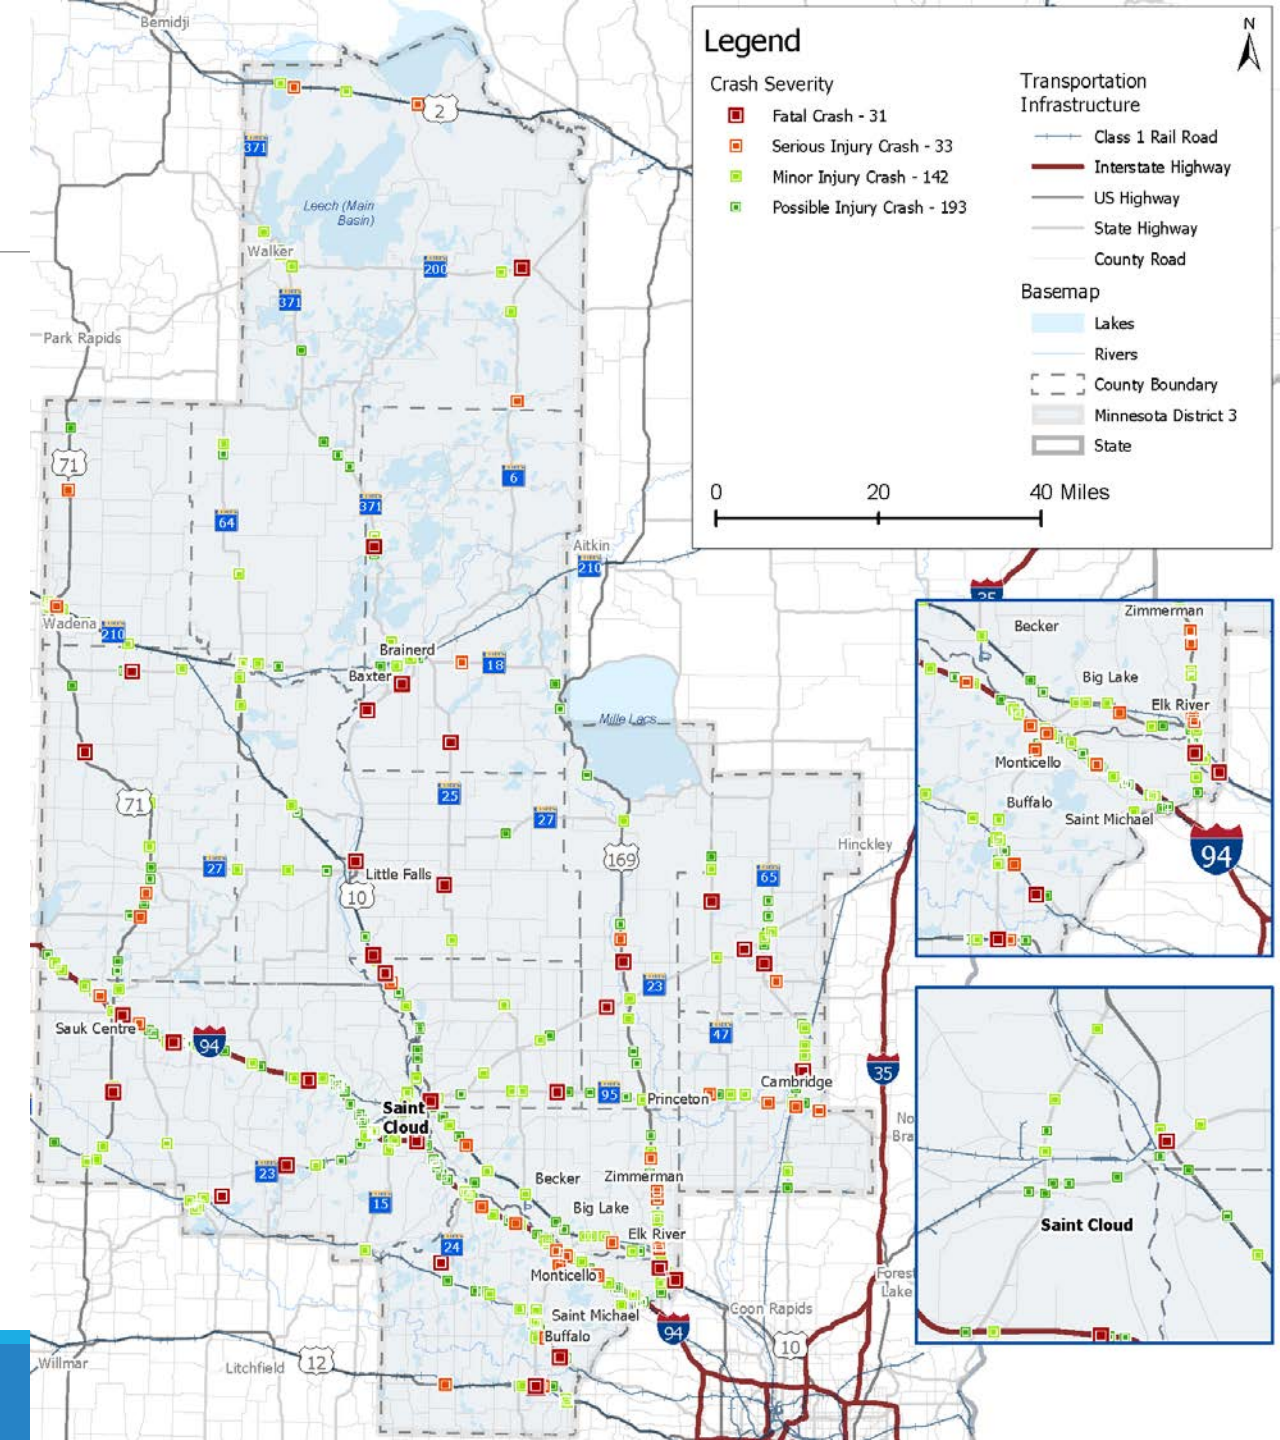 Bemidji
N
Legend
Crash Severity
Fatal Crash - 31
Serious Injury Crash - 33
Minor Injury Crash - 142
Possible Injury Crash - 193
Transportation
Infrastructure
Class 1 Rail Road
Interstate Highway
US Highway
State Highway
County Road
Basemap
Lakes
Rivers
County Boundary
Minnesota District 3
State
0 20 40 Miles
2
371
Leech (Main
Basin)
Walker
200
371
Park Rapids
71
6
371
64
Aitkin
210
35
Wadena
210
Brainerd
18
Baxter
Mille Lacs
71
25
27
169
Hinckley
27
Little Falls
65
10
23
Sauk Centre
94
47
35
Cambridge
95
Princeton
Saint
Cloud
No
Bra
23
15
Becker
Zimmerman
Big Lake
24
Elk River
Monticello
Forest
Lake
Saint Michael
Coon Rapids
94
Buffalo
10
Willmar
Litchfield
12
Zimmerman
Becker
Big Lake
Elk River
Monticello
Buffalo
Saint Michael
94
Saint Cloud